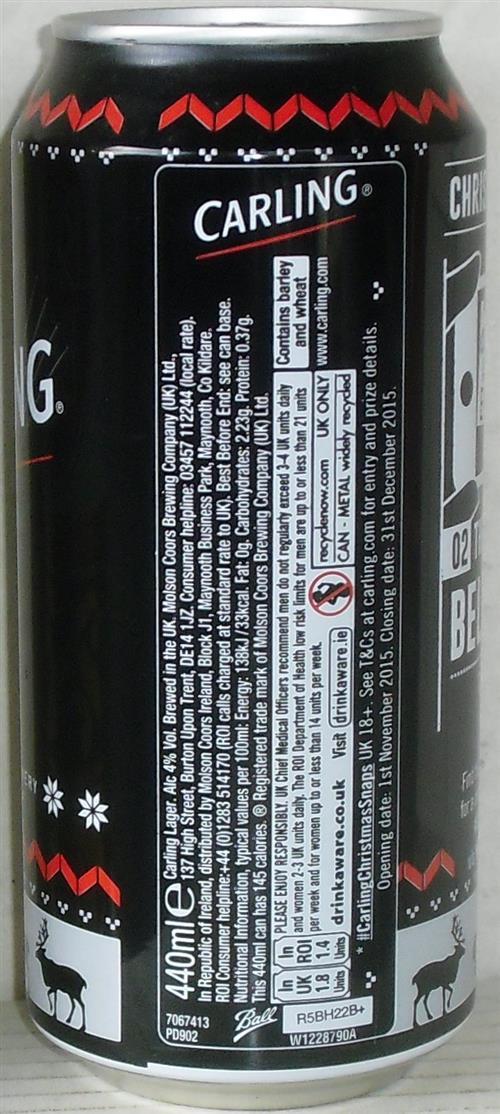 CARLING®
NG®
ERY
440ml e
Carling Lager. Alc 4% Vol. Brewed in the UK. Molson Coors Brewing Company (UK) Ltd.,
137 High Street, Burton Upon Trent, DE14 1JZ. Consumer helpline: 03457 112244 (local rate).
In Republic of Ireland, distributed by Molson Coors Ireland, Block J1, Maynooth Business Park, Maynooth, Co Kildare.
ROI Consumer helpline:+44 (0)1283 514170 (ROI calls charged at standard rate to UK). Best Before End: see can base.
Nutritional Information, typical values per 100ml: Energy: 138kJ / 33kcal. Fat: 0g. Carbohydrates: 2.23g. Protein: 0.37g.
This 440ml can has 145 calories. ® Registered trade mark of Molson Coors Brewing Company (UK) Ltd.
In UK 1.8 Units
In ROI 1.4 Units
PLEASE ENJOY RESPONSIBLY. UK Chief Medical Officers recommend men do not regularly exceed 3-4 UK units daily
and women 2-3 UK units daily. The ROI Department of Health low risk limits for men are up to or less than 21 units
per week and for women up to or less than 14 units per week.
drinkaware.co.uk Visit drinkaware.ie
Contains barley
and wheat
www.carling.com
recyclenow.com UK ONLY
CAN - METAL widely recycled
* #CarlingChristmasSnaps UK 18+. See T&Cs at carling.com for entry and prize details.
Opening date: 1st November 2015. Closing date: 31st December 2015.
7067413
PD902
Ball
R5BH22B+
W1228790A
CHRIS
02
BE